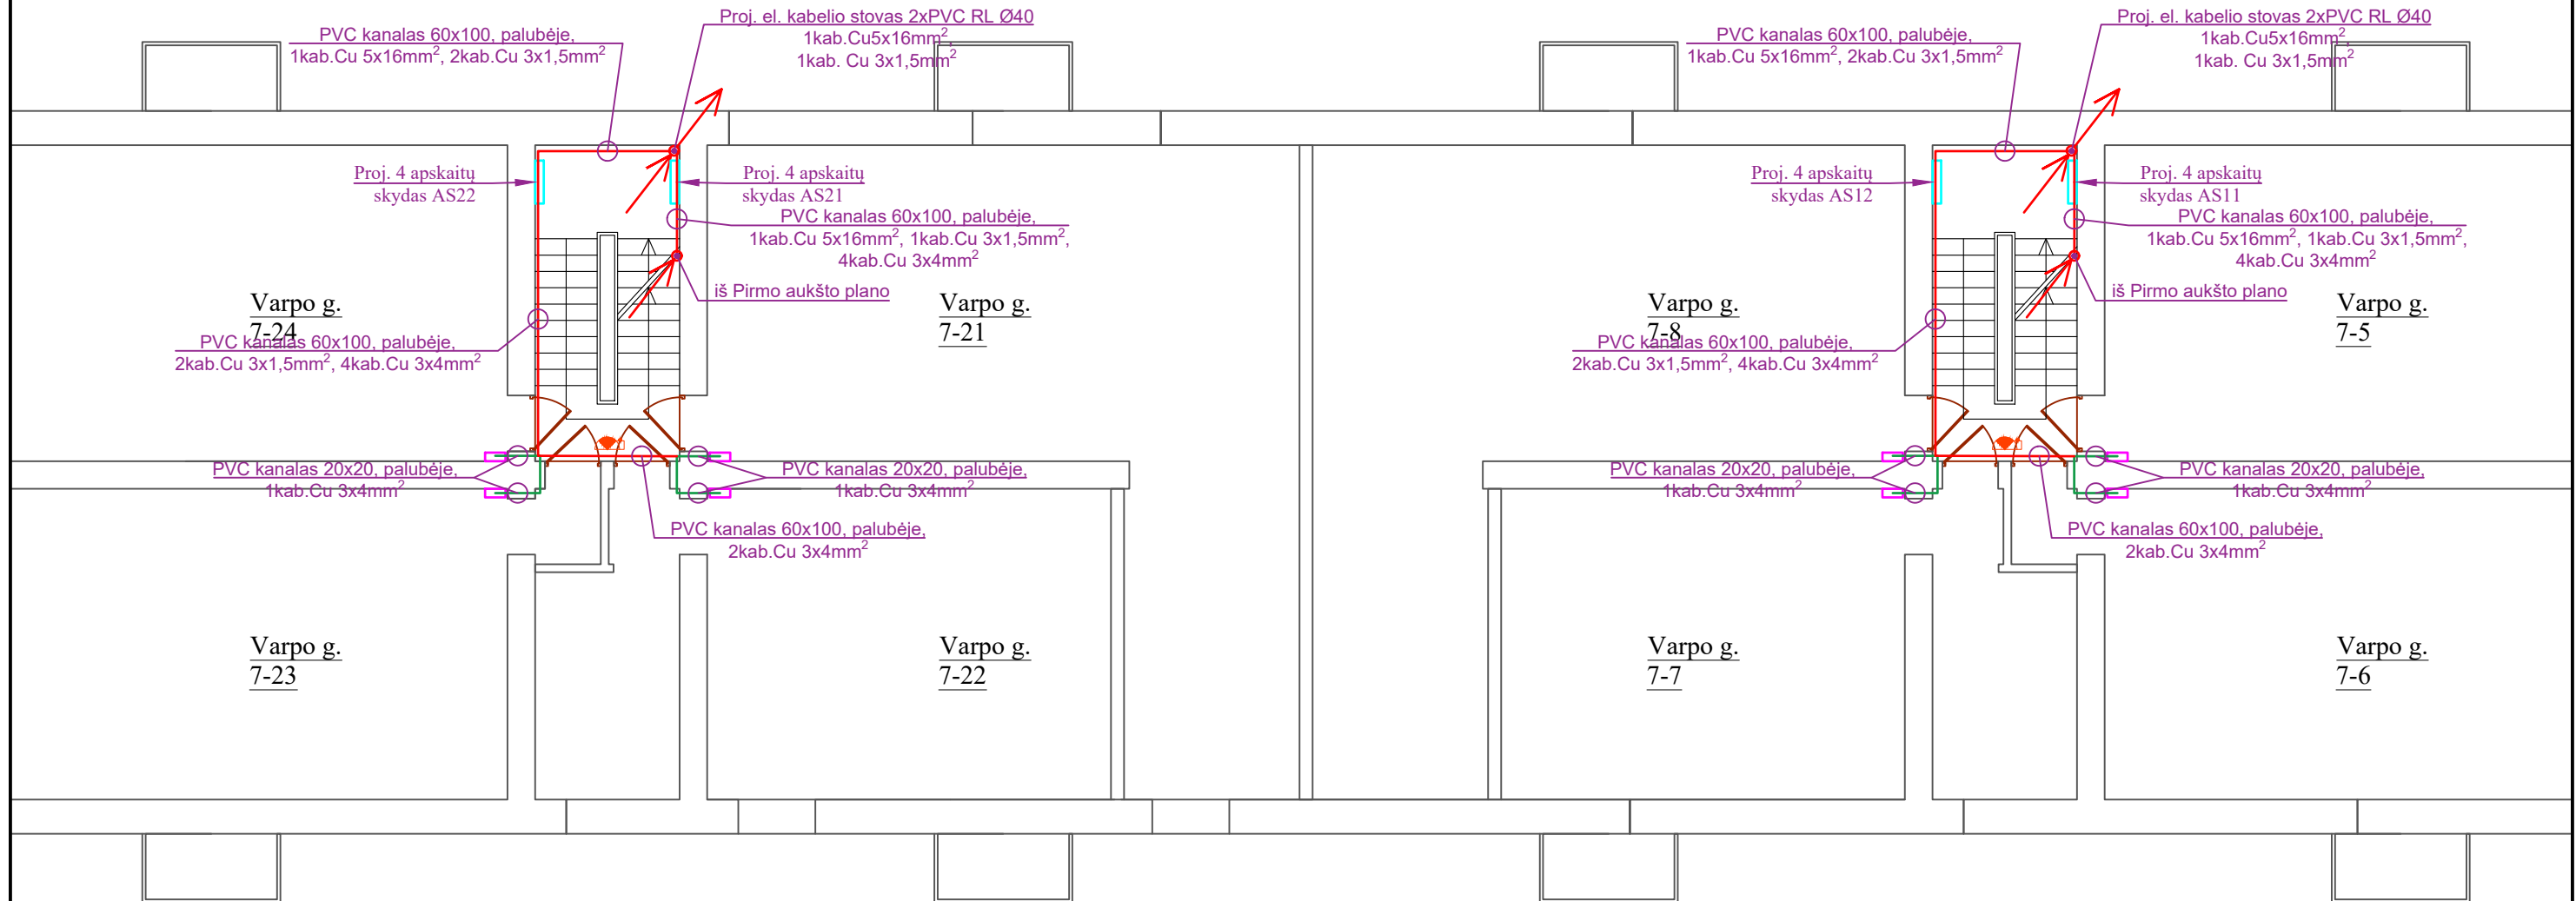 PVC kanalas 60x100, palubėje,
1kab.Cu 5x16mm², 2kab.Cu 3x1,5mm²
Proj. el. kabelio stovas 2xPVC RL Ø40
1kab.Cu5x16mm²,
1kab. Cu 3x1,5mm²
Proj. 4 apskaitų
skydas AS22
Proj. 4 apskaitų
skydas AS21
PVC kanalas 60x100, palubėje,
1kab.Cu 5x16mm², 1kab.Cu 3x1,5mm²,
4kab.Cu 3x4mm²
iš Pirmo aukšto plano
Varpo g.
7-24
PVC kanalas 60x100, palubėje,
2kab.Cu 3x1,5mm², 4kab.Cu 3x4mm²
Varpo g.
7-21
PVC kanalas 20x20, palubėje,
1kab.Cu 3x4mm²
PVC kanalas 20x20, palubėje,
1kab.Cu 3x4mm²
PVC kanalas 60x100, palubėje,
2kab.Cu 3x4mm²
Varpo g.
7-23
Varpo g.
7-22
PVC kanalas 60x100, palubėje,
1kab.Cu 5x16mm², 2kab.Cu 3x1,5mm²
Proj. el. kabelio stovas 2xPVC RL Ø40
1kab.Cu5x16mm²,
1kab. Cu 3x1,5mm²
Proj. 4 apskaitų
skydas AS12
Proj. 4 apskaitų
skydas AS11
PVC kanalas 60x100, palubėje,
1kab.Cu 5x16mm², 1kab.Cu 3x1,5mm²,
4kab.Cu 3x4mm²
iš Pirmo aukšto plano
Varpo g.
7-8
PVC kanalas 60x100, palubėje,
2kab.Cu 3x1,5mm², 4kab.Cu 3x4mm²
Varpo g.
7-5
PVC kanalas 20x20, palubėje,
1kab.Cu 3x4mm²
PVC kanalas 20x20, palubėje,
1kab.Cu 3x4mm²
PVC kanalas 60x100, palubėje,
2kab.Cu 3x4mm²
Varpo g.
7-7
Varpo g.
7-6